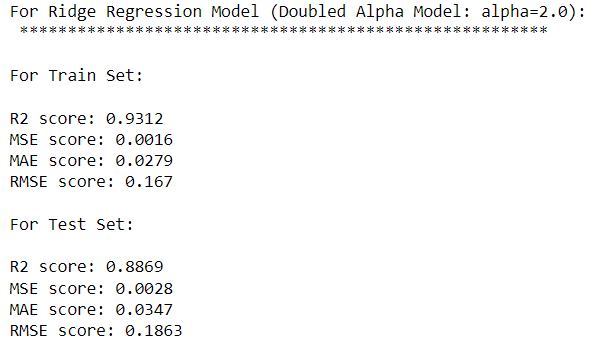 For Ridge Regression Model (Doubled Alpha Model: alpha=2.0):
*******************************************************
For Train Set:
R2 score: 0.9312
MSE score: 0.0016
MAE score: 0.0279
RMSE score: 0.167
For Test Set:
R2 score: 0.8869
MSE score: 0.0028
MAE score: 0.0347
RMSE score: 0.1863